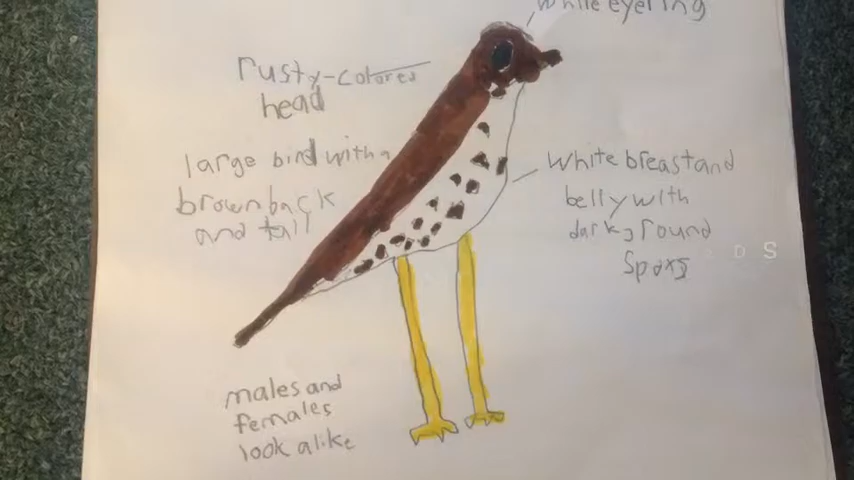 white eyering
rusty-colored
head
large bird with a
brown back
and tail
white breast and
belly with
dark, round
spots
D S
males and
females
look alike